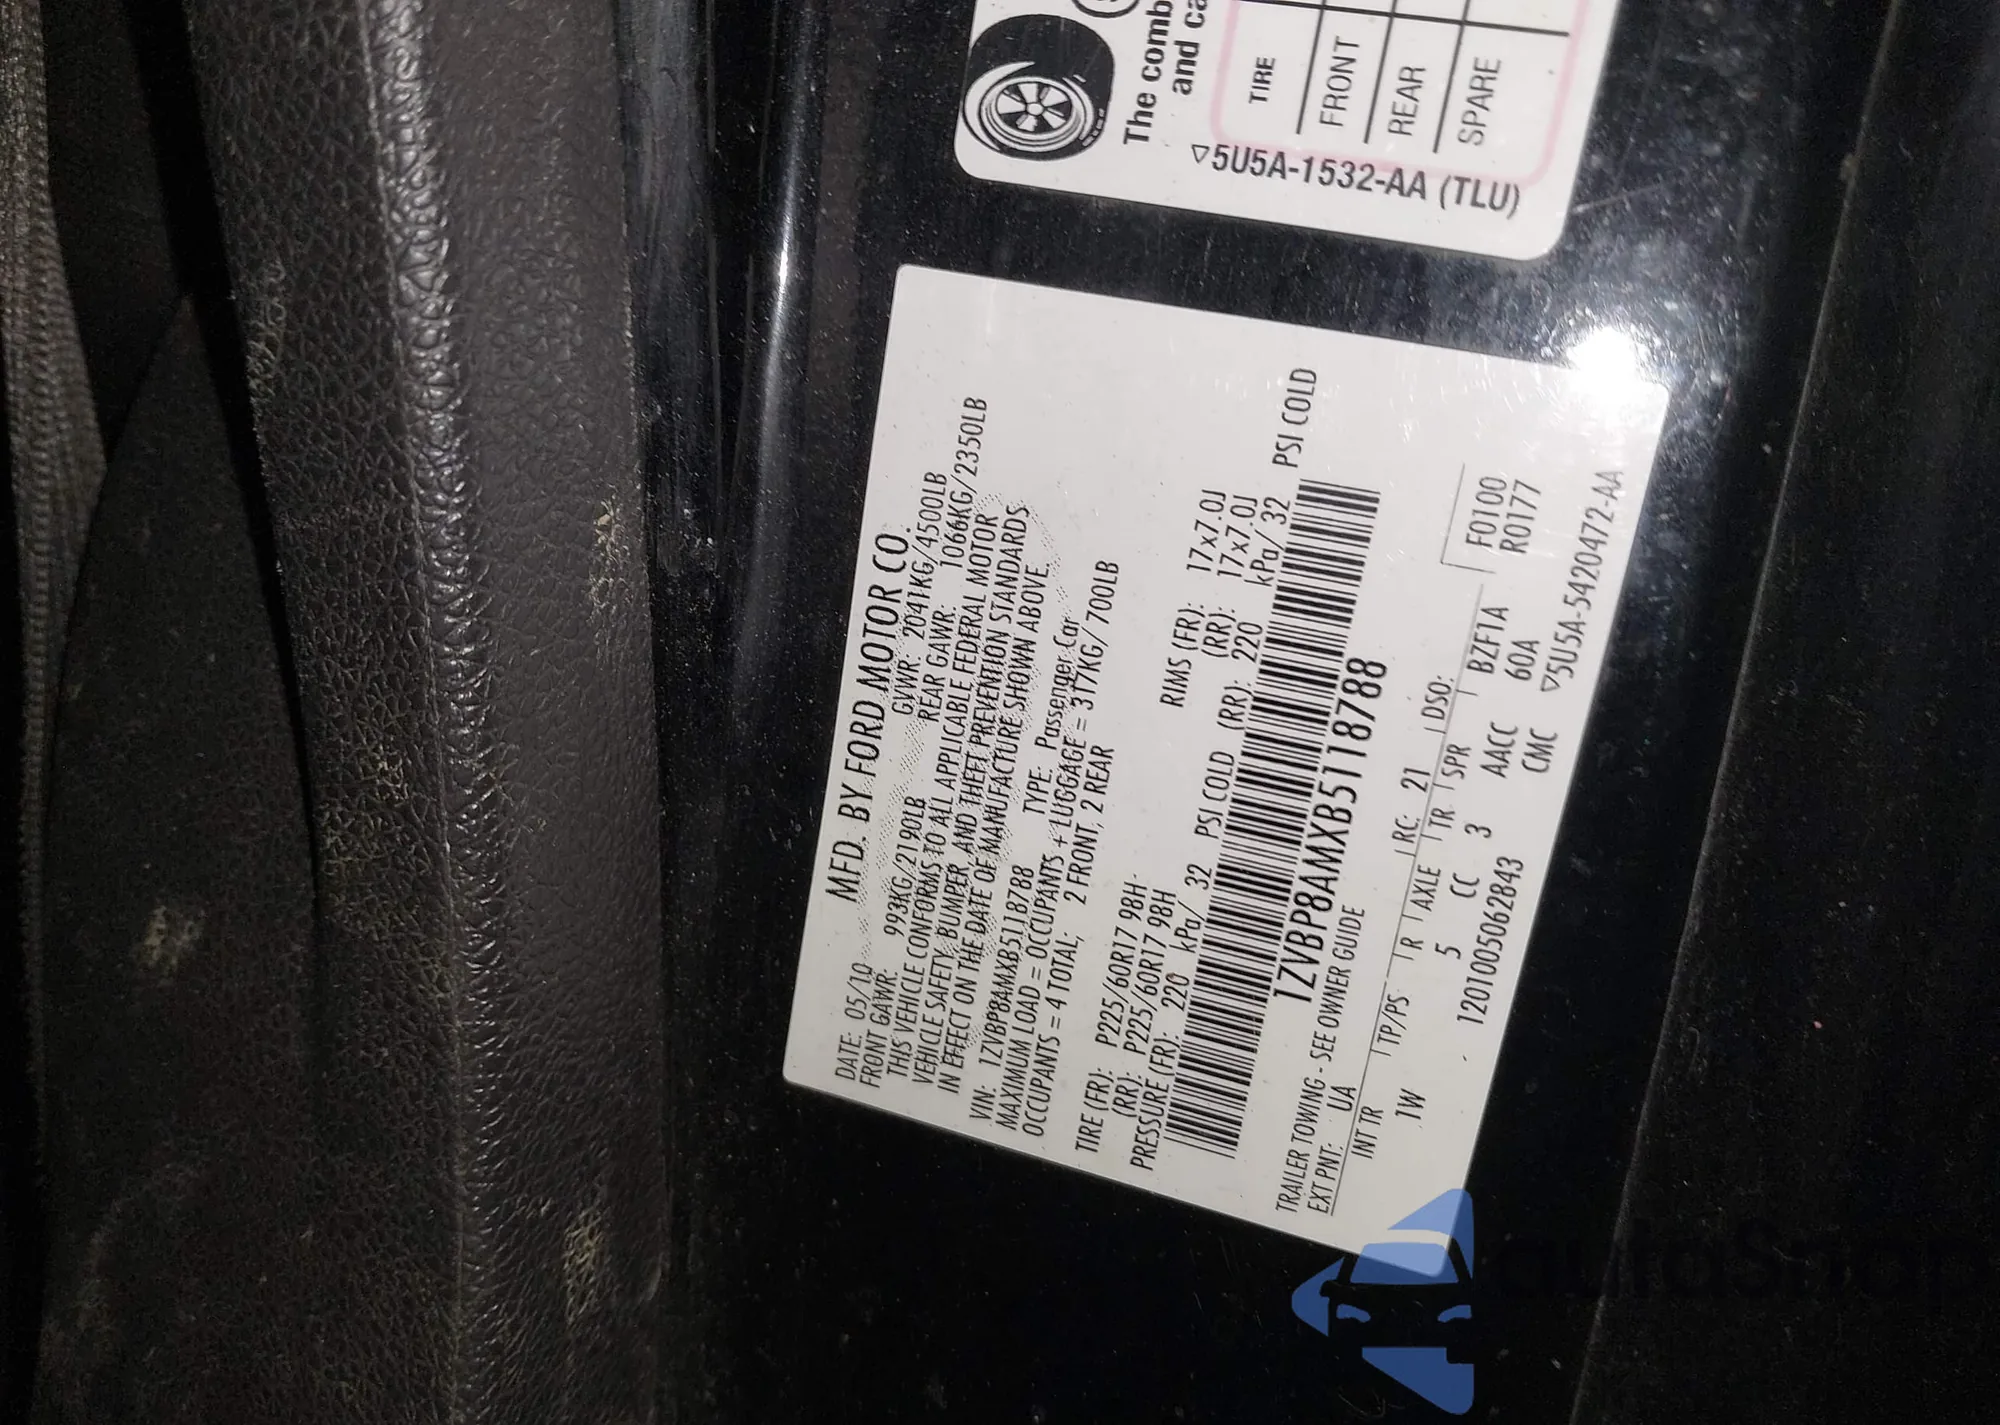 The comb
and ca
TIRE
FRONT
REAR
SPARE
5U5A-1532-AA (TLU)
MFD. BY FORD MOTOR CO.
DATE: 05/10 GVWR: 2041KG/4500LB
FRONT GAWR: 993KG/2190LB REAR GAWR: 1066KG/2350LB
THIS VEHICLE CONFORMS TO ALL APPLICABLE FEDERAL MOTOR
VEHICLE SAFETY, BUMPER, AND THEFT PREVENTION STANDARDS
IN EFFECT ON THE DATE OF MANUFACTURE SHOWN ABOVE.
VIN: 1ZVBP8AMXB5118788 TYPE: Passenger Car
MAXIMUM LOAD = OCCUPANTS + LUGGAGE = 317KG/700LB
OCCUPANTS = 4 TOTAL, 2 FRONT, 2 REAR
TIRE (FR): P225/60R17 98H RIMS (FR): 17x7.0J
(RR): P225/60R17 98H (RR): 17x7.0J
PRESSURE (FR): 220 kPa/ 32 PSI COLD (RR): 220 kPa/ 32 PSI COLD
1ZVBP8AMXB5118788
TRAILER TOWING - SEE OWNER GUIDE
EXT PNT: UA RC: 21 DSO: F0100
INT TR TP/PS R AXLE TR SPR BZF1A R0177
JW 5 CC 3 AACC 60A
1201005062843 CMC 5U5A-5420472-AA